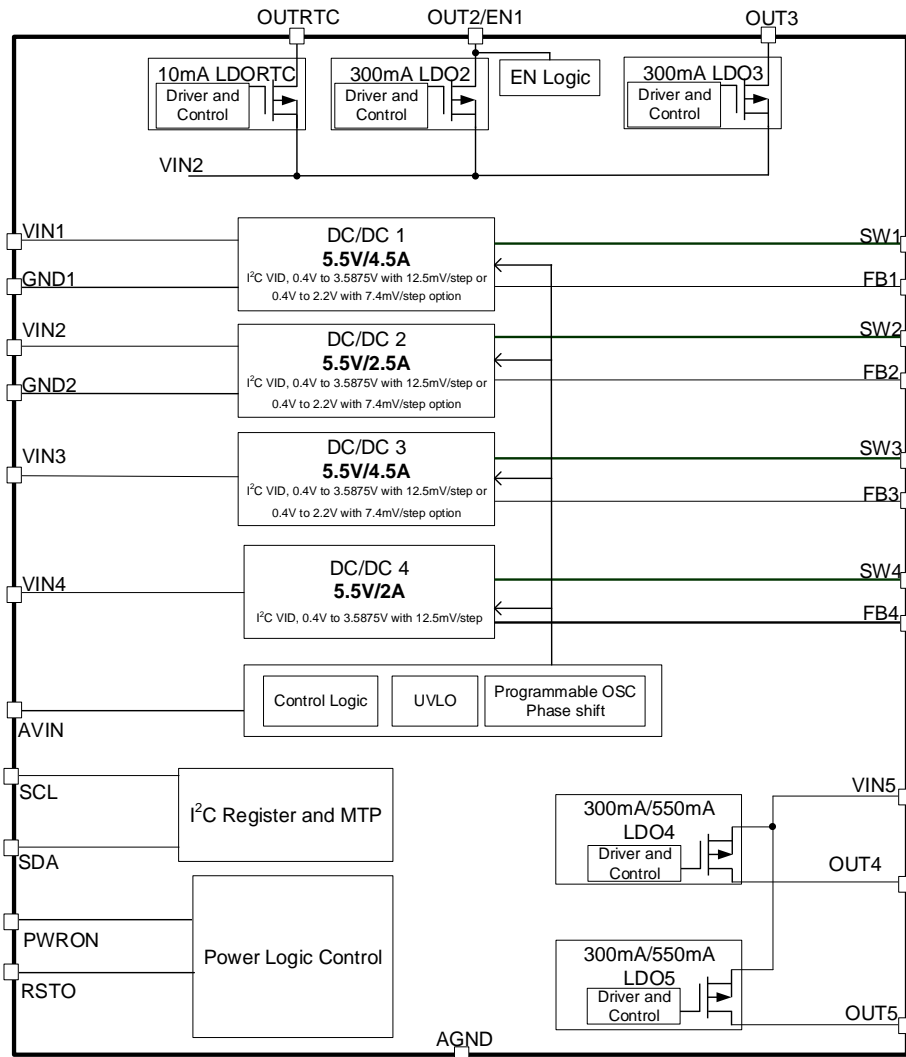 OUTRTC
OUT2/EN1
OUT3
10mA LDORTC
Driver and
Control
300mA LDO2
Driver and
Control
EN Logic
300mA LDO3
Driver and
Control
VIN2
VIN1
GND1
DC/DC 1
5.5V/4.5A
I²C VID, 0.4V to 3.5875V with 12.5mV/step or
0.4V to 2.2V with 7.4mV/step option
SW1
FB1
VIN2
GND2
DC/DC 2
5.5V/2.5A
I²C VID, 0.4V to 3.5875V with 12.5mV/step or
0.4V to 2.2V with 7.4mV/step option
SW2
FB2
VIN3
DC/DC 3
5.5V/4.5A
I²C VID, 0.4V to 3.5875V with 12.5mV/step or
0.4V to 2.2V with 7.4mV/step option
SW3
FB3
VIN4
DC/DC 4
5.5V/2A
I²C VID, 0.4V to 3.5875V with 12.5mV/step
SW4
FB4
AVIN
Control Logic
UVLO
Programmable OSC
Phase shift
SCL
SDA
I²C Register and MTP
PWRON
RSTO
Power Logic Control
VIN5
300mA/550mA
LDO4
Driver and
Control
OUT4
300mA/550mA
LDO5
Driver and
Control
OUT5
AGND